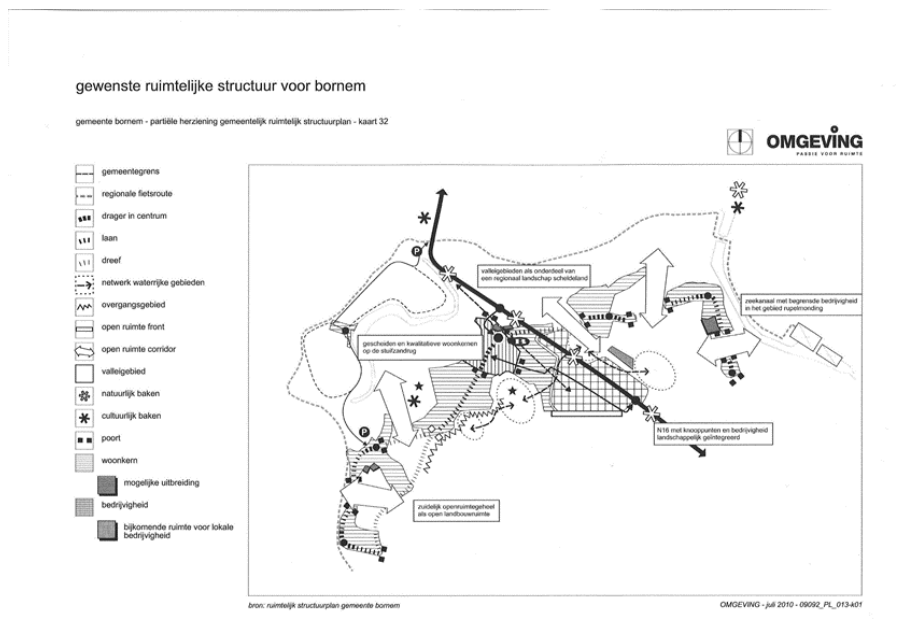 gewenste ruimtelijke structuur voor bornem
gemeente bornem - partiële herziening gemeentelijk ruimtelijk structuurplan - kaart 32
OMGEVING
PASSIE VOOR RUIMTE
gemeentegrens
regionale fietsroute
drager in centrum
laan
dreef
netwerk waterrijke gebieden
overgangsgebied
open ruimte front
open ruimte corridor
valleigebied
natuurlijk baken
cultuurlijk baken
poort
woonkern
mogelijke uitbreiding
bedrijvigheid
bijkomende ruimte voor lokale
bedrijvigheid
P
valleigebieden als onderdeel van
een regionaal landschap scheldeland
zeekanaal met begrensde bedrijvigheid
in het gebied rupelmonding
gescheiden en kwalitatieve woonkernen
op de stuifzandrug
P
N16 met knooppunten en bedrijvigheid
landschappelijk geïntegreerd
zuidelijk openruimtegeheel
als open landbouwruimte
bron: ruimtelijk structuurplan gemeente bornem
OMGEVING - juli 2010 - 09092_PL_013-k01